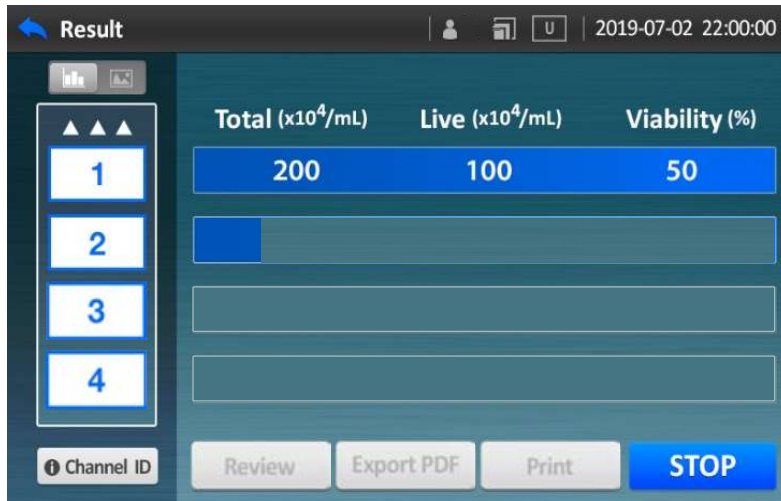 Result U 2019-07-02 22:00:00
Total (x10⁴/mL) Live (x10⁴/mL) Viability (%)
1 200 100 50
2
3
4
Channel ID Review Export PDF Print STOP